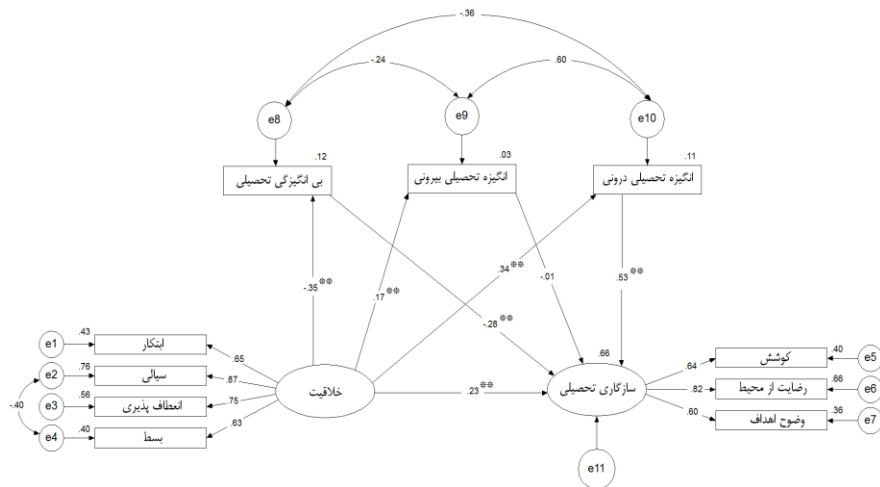 -.36
-.24
.60
e8
e9
e10
.12
.03
.11
بی انگیزگی تحصیلی
انگیزه تحصیلی بیرونی
انگیزه تحصیلی درونی
-.35**
.17**
.34**
-.01
.53**
-.28**
.23**
e1
.43
ابتکار
.65
e2
.76
سیالی
.87
e3
.56
انعطاف پذیری
.75
e4
.40
بسط
.63
-.40
خلاقیت
.66
سازگاری تحصیلی
e11
.64
کوشش
.40
e5
.82
رضایت از محیط
.66
e6
.60
وضوح اهداف
.36
e7